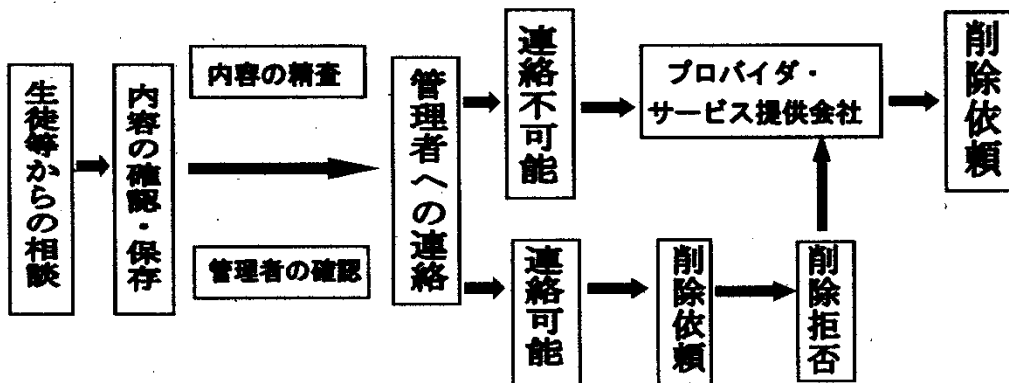 生徒等からの相談
内容の確認・保存
内容の精査
管理者の確認
管理者への連絡
連絡不可能
プロバイダ・
サービス提供会社
削除依頼
連絡可能
削除依頼
削除拒否